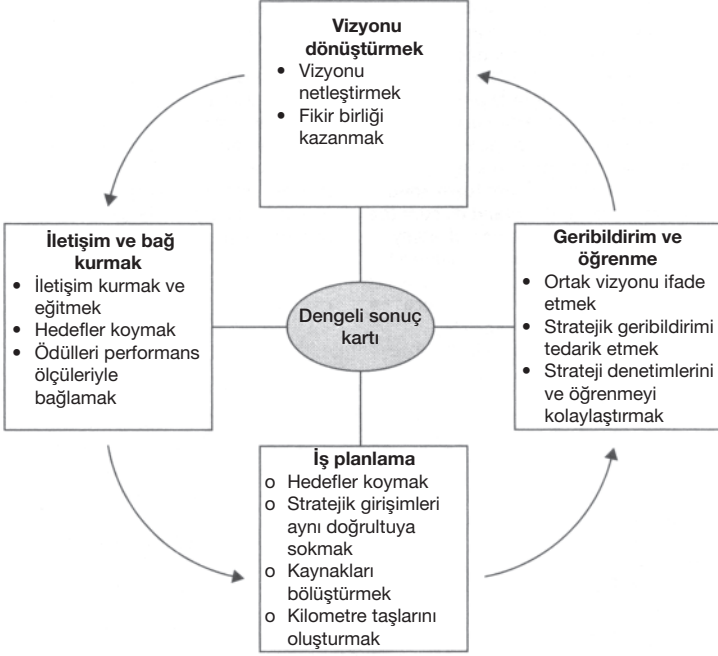 Vizyonu
dönüştürmek
• Vizyonu
netleştirmek
• Fikir birliği
kazanmak
İletişim ve bağ
kurmak
• İletişim kurmak ve
eğitmek
• Hedefler koymak
• Ödülleri performans
ölçüleriyle
bağlamak
Dengeli sonuç
kartı
Geribildirim ve
öğrenme
• Ortak vizyonu ifade
etmek
• Stratejik geribildirimi
tedarik etmek
• Strateji denetimlerini
ve öğrenmeyi
kolaylaştırmak
İş planlama
o Hedefler koymak
o Stratejik girişimleri
aynı doğrultuya
sokmak
o Kaynakları
bölüştürmek
o Kilometre taşlarını
oluşturmak